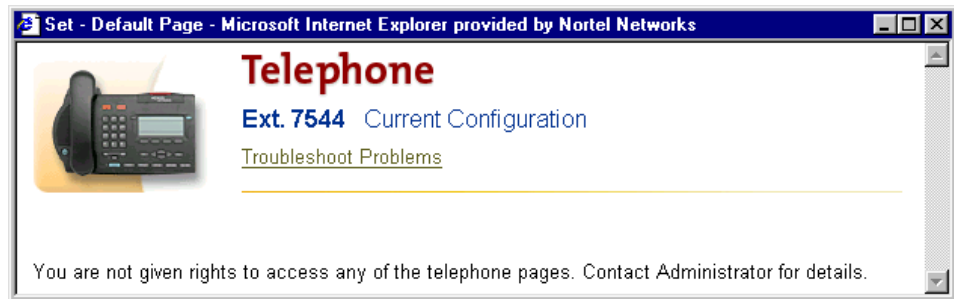 Set - Default Page - Microsoft Internet Explorer provided by Nortel Networks
Telephone
Ext. 7544 Current Configuration
Troubleshoot Problems
You are not given rights to access any of the telephone pages. Contact Administrator for details.